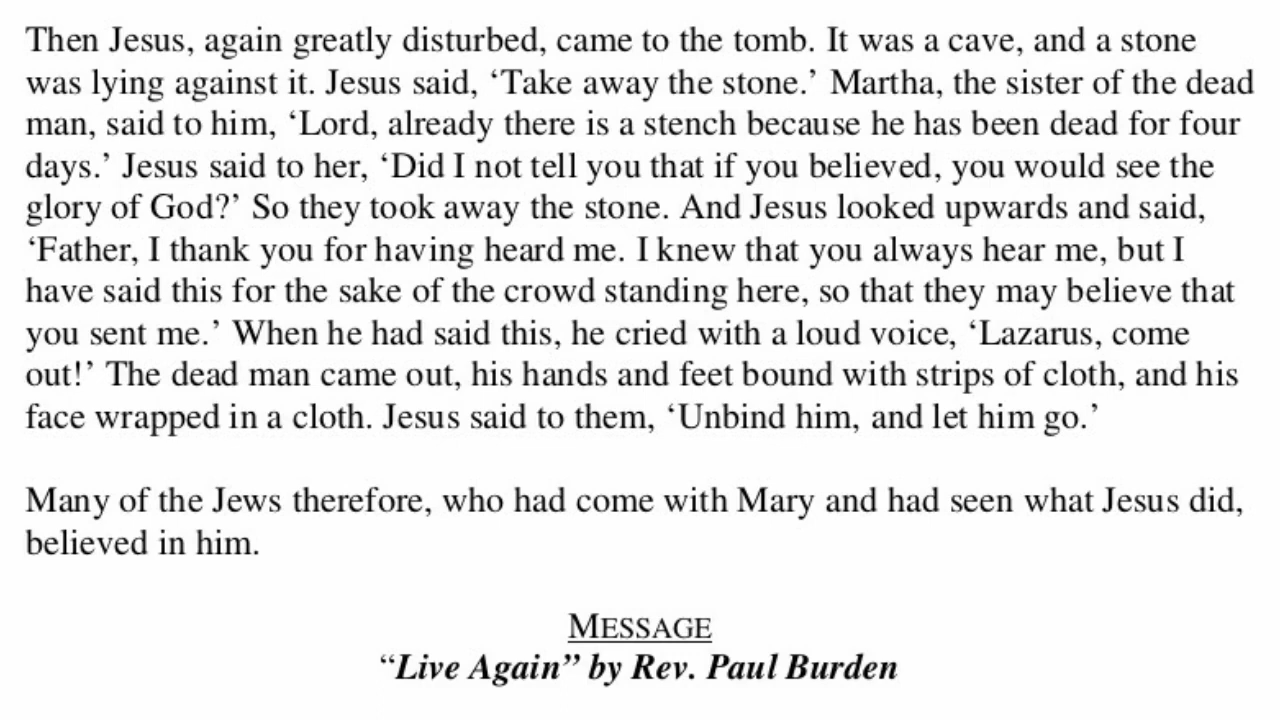 Then Jesus, again greatly disturbed, came to the tomb. It was a cave, and a stone
was lying against it. Jesus said, ‘Take away the stone.’ Martha, the sister of the dead
man, said to him, ‘Lord, already there is a stench because he has been dead for four
days.’ Jesus said to her, ‘Did I not tell you that if you believed, you would see the
glory of God?’ So they took away the stone. And Jesus looked upwards and said,
‘Father, I thank you for having heard me. I knew that you always hear me, but I
have said this for the sake of the crowd standing here, so that they may believe that
you sent me.’ When he had said this, he cried with a loud voice, ‘Lazarus, come
out!’ The dead man came out, his hands and feet bound with strips of cloth, and his
face wrapped in a cloth. Jesus said to them, ‘Unbind him, and let him go.’
Many of the Jews therefore, who had come with Mary and had seen what Jesus did,
believed in him.
MESSAGE
“Live Again” by Rev. Paul Burden